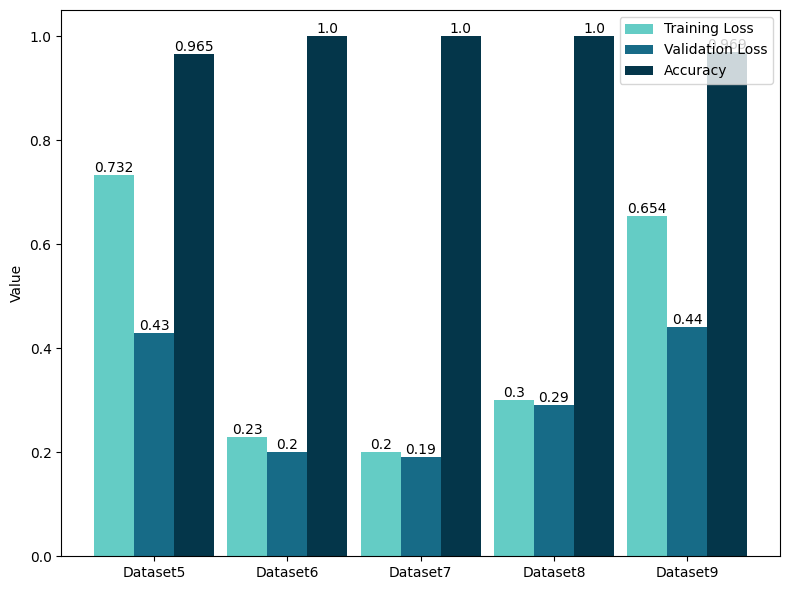 Training Loss
Validation Loss
Accuracy
1.0
0.8
0.6
0.4
0.2
0.0
Value
0.732
0.43
0.965
0.23
0.2
1.0
0.2
0.19
1.0
0.3
0.29
1.0
0.654
0.44
Dataset5
Dataset6
Dataset7
Dataset8
Dataset9